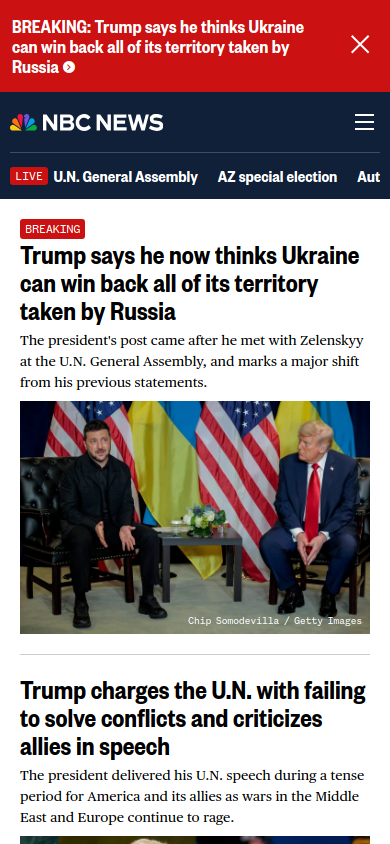 BREAKING: Trump says he thinks Ukraine
can win back all of its territory taken by
Russia
NBC NEWS
LIVE U.N. General Assembly AZ special election Aut
BREAKING
Trump says he now thinks Ukraine
can win back all of its territory
taken by Russia
The president's post came after he met with Zelenskyy
at the U.N. General Assembly, and marks a major shift
from his previous statements.
Chip Somodevilla / Getty Images
Trump charges the U.N. with failing
to solve conflicts and criticizes
allies in speech
The president delivered his U.N. speech during a tense
period for America and its allies as wars in the Middle
East and Europe continue to rage.